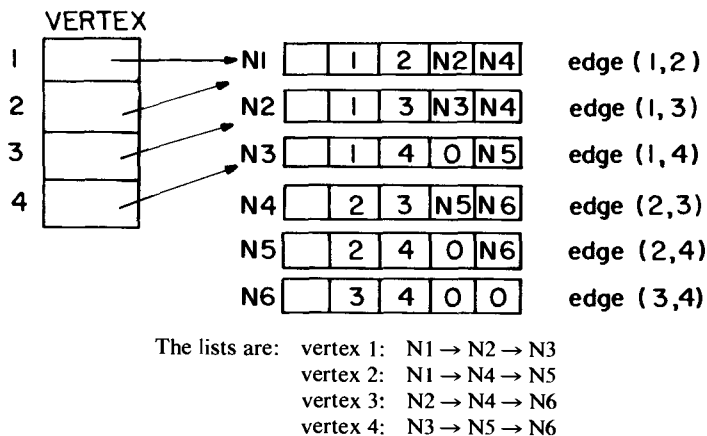 VERTEX
1 N1 1 2 N2 N4 edge (1,2)
2 N2 1 3 N3 N4 edge (1,3)
3 N3 1 4 0 N5 edge (1,4)
4 N4 2 3 N5 N6 edge (2,3)
N5 2 4 0 N6 edge (2,4)
N6 3 4 0 0 edge (3,4)
The lists are: vertex 1: N1 → N2 → N3
vertex 2: N1 → N4 → N5
vertex 3: N2 → N4 → N6
vertex 4: N3 → N5 → N6